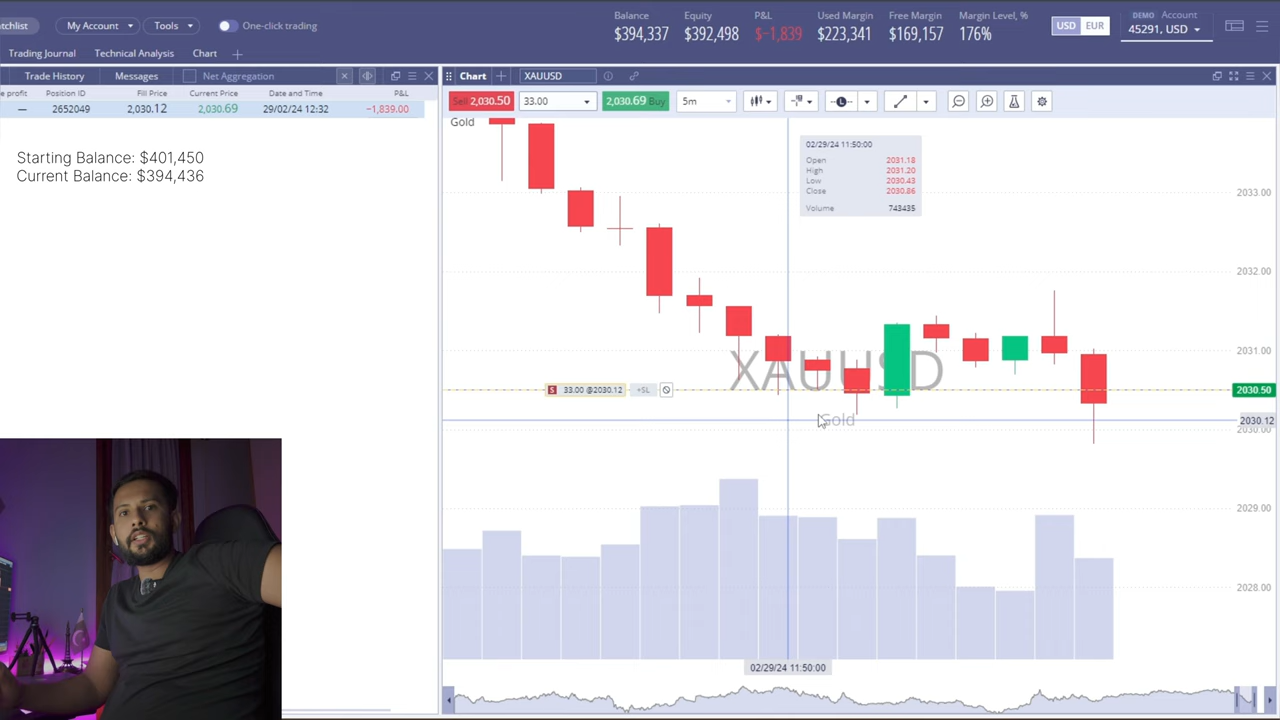 atchlist My Account Tools One-click trading
Balance Equity P&L Used Margin Free Margin Margin Level, % DEMO Account
$394,337 $392,498 $−1,839 $223,341 $169,157 176% USD EUR 45291, USD
Trading Journal Technical Analysis Chart
Trade History Messages Net Aggregation
e profit Position ID Fill Price Current Price Date and Time P&L
— 2652049 2,030.12 2,030.69 29/02/24 12:32 −1,839.00
Starting Balance: $401,450
Current Balance: $394,436
Chart XAUUSD
Sell 2,030.50 33.00 2,030.69 Buy 5m L
Gold
02/29/24 11:50:00
Open 2031.18
High 2031.20
Low 2030.43
Close 2030.86
Volume 743435
XAUUSD
Gold
S 33.00 @2030.12 +SL
2033.00
2032.00
2031.00
2030.50
2030.12
2030.00
2029.00
2028.00
02/29/24 11:50:00